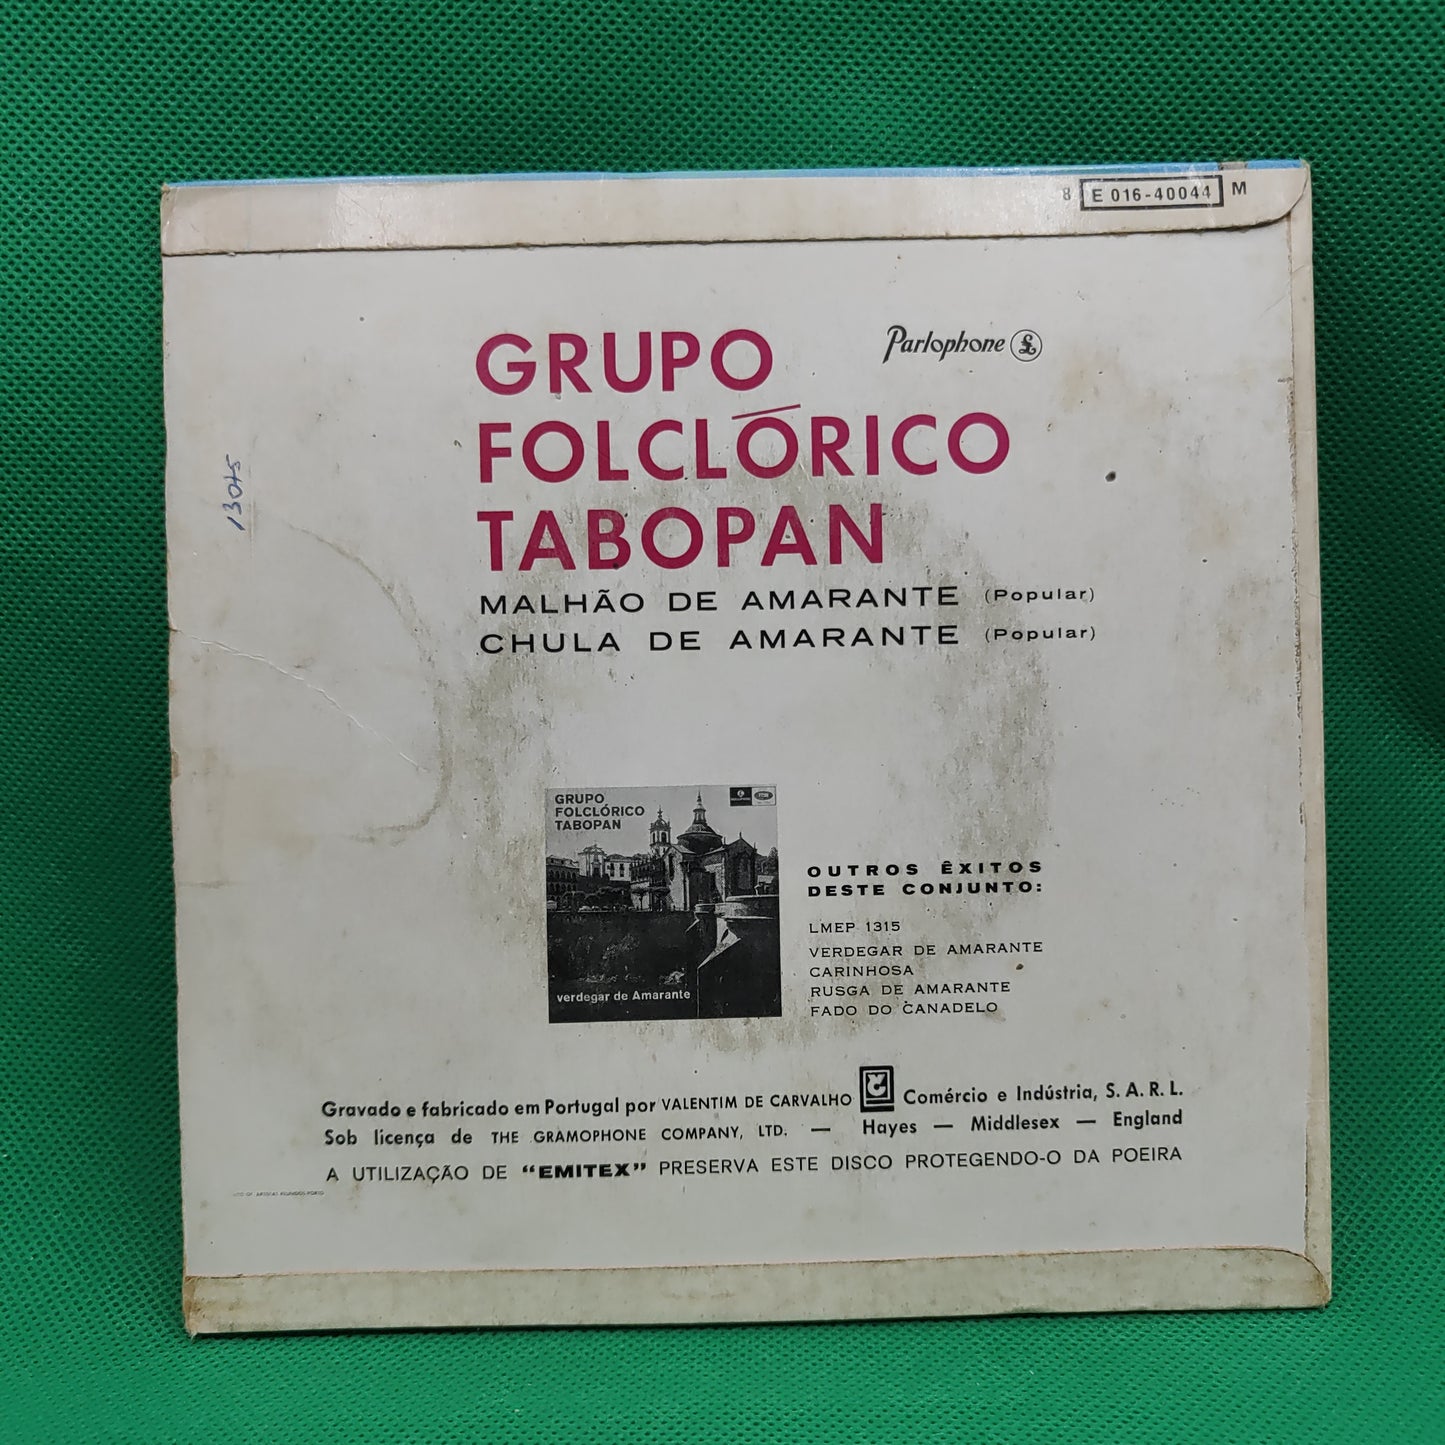 8 E 016-40044 M
Parlophone
GRUPO
FOLCLÓRICO
TABOPAN
13045
MALHÃO DE AMARANTE (Popular)
CHULA DE AMARANTE (Popular)
GRUPO
FOLCLÓRICO
TABOPAN
verdegar de Amarante
OUTROS ÊXITOS
DESTE CONJUNTO:
LMEP 1315
VERDEGAR DE AMARANTE
CARINHOSA
RUSGA DE AMARANTE
FADO DO CANADELO
Gravado e fabricado em Portugal por VALENTIM DE CARVALHO Comércio e Indústria, S. A. R. L.
Sob licença de THE GRAMOPHONE COMPANY, LTD. — Hayes — Middlesex — England
A UTILIZAÇÃO DE “EMITEX” PRESERVA ESTE DISCO PROTEGENDO-O DA POEIRA